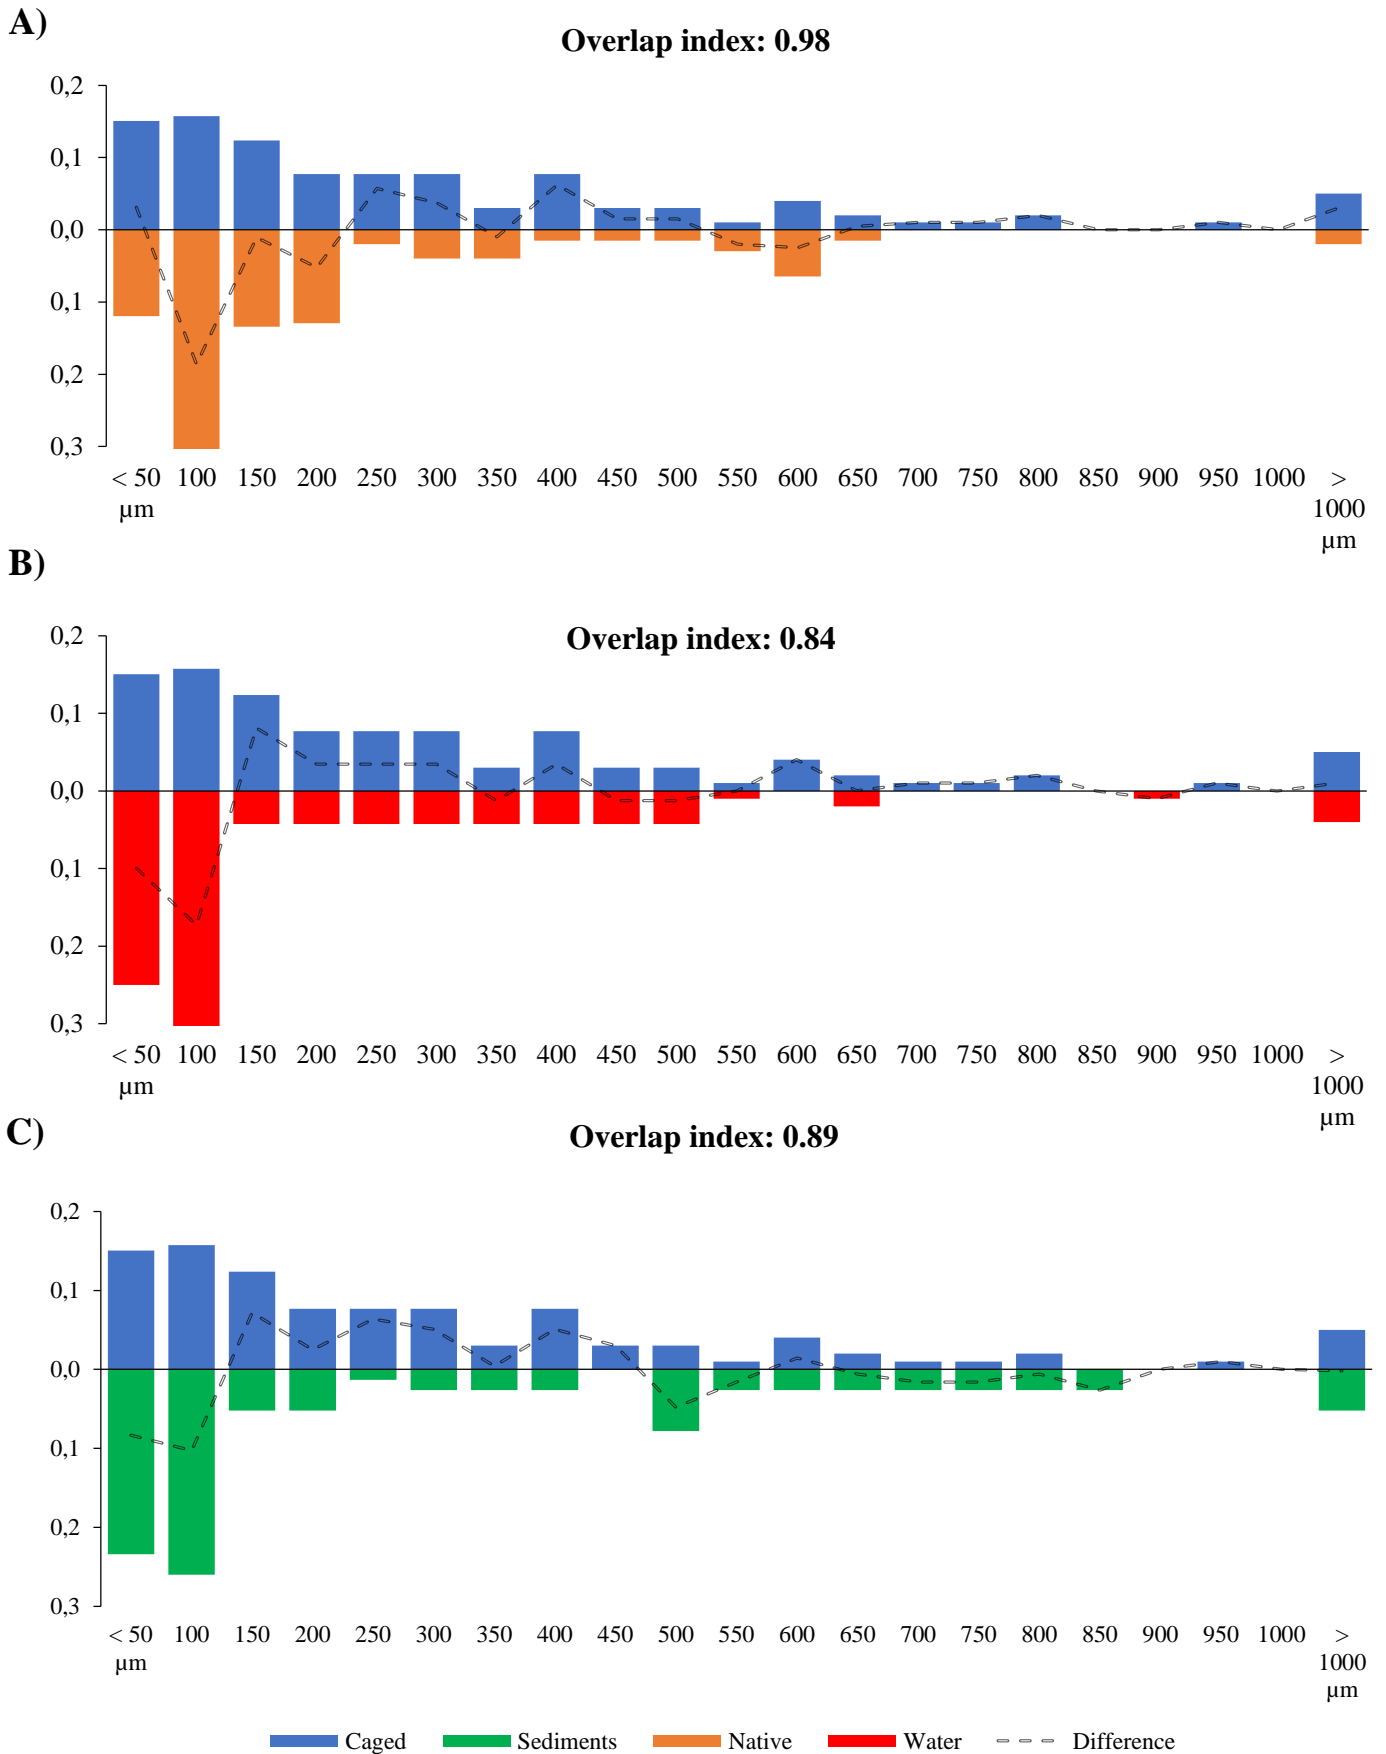 A)
Overlap index: 0.98
0,2
0,1
0,0
0,1
0,2
0,3
< 50 100 150 200 250 300 350 400 450 500 550 600 650 700 750 800 850 900 950 1000 >
µm 1000
µm
B)
Overlap index: 0.84
0,2
0,1
0,0
0,1
0,2
0,3
< 50 100 150 200 250 300 350 400 450 500 550 600 650 700 750 800 850 900 950 1000 >
µm 1000
µm
C)
Overlap index: 0.89
0,2
0,1
0,0
0,1
0,2
0,3
< 50 100 150 200 250 300 350 400 450 500 550 600 650 700 750 800 850 900 950 1000 >
µm 1000
µm
Caged Sediments Native Water Difference